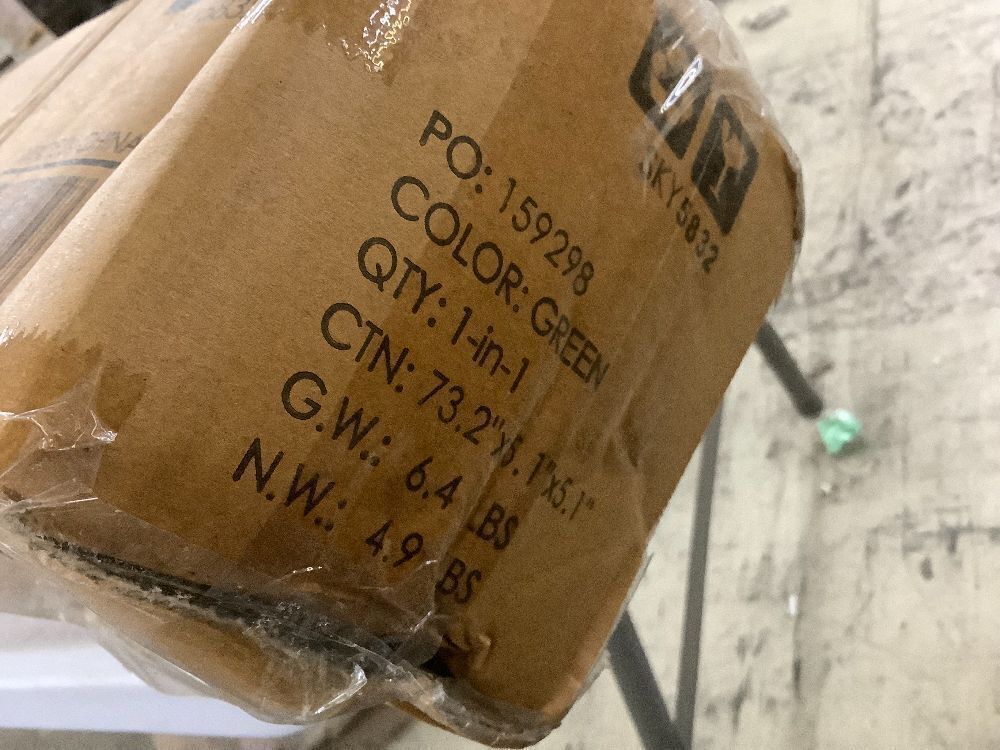 SKY5832
PO: 159298
COLOR: GREEN
QTY: 1-in-1
CTN: 73.2"x5.1"x5.1"
G.W.: 6.4 LBS
N.W.: 4.9 LBS